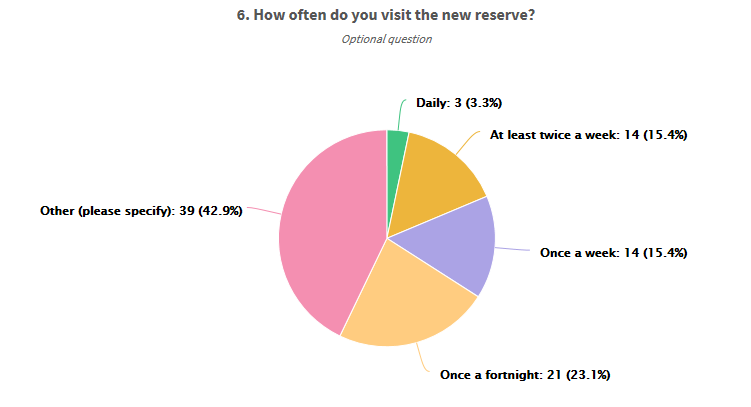 6. How often do you visit the new reserve?
Optional question
Daily: 3 (3.3%)
At least twice a week: 14 (15.4%)
Other (please specify): 39 (42.9%)
Once a week: 14 (15.4%)
Once a fortnight: 21 (23.1%)